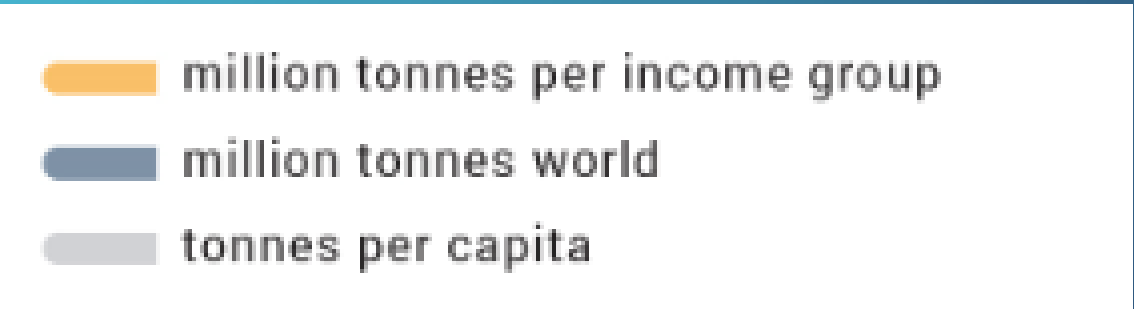 million tonnes per income group
million tonnes world
tonnes per capita